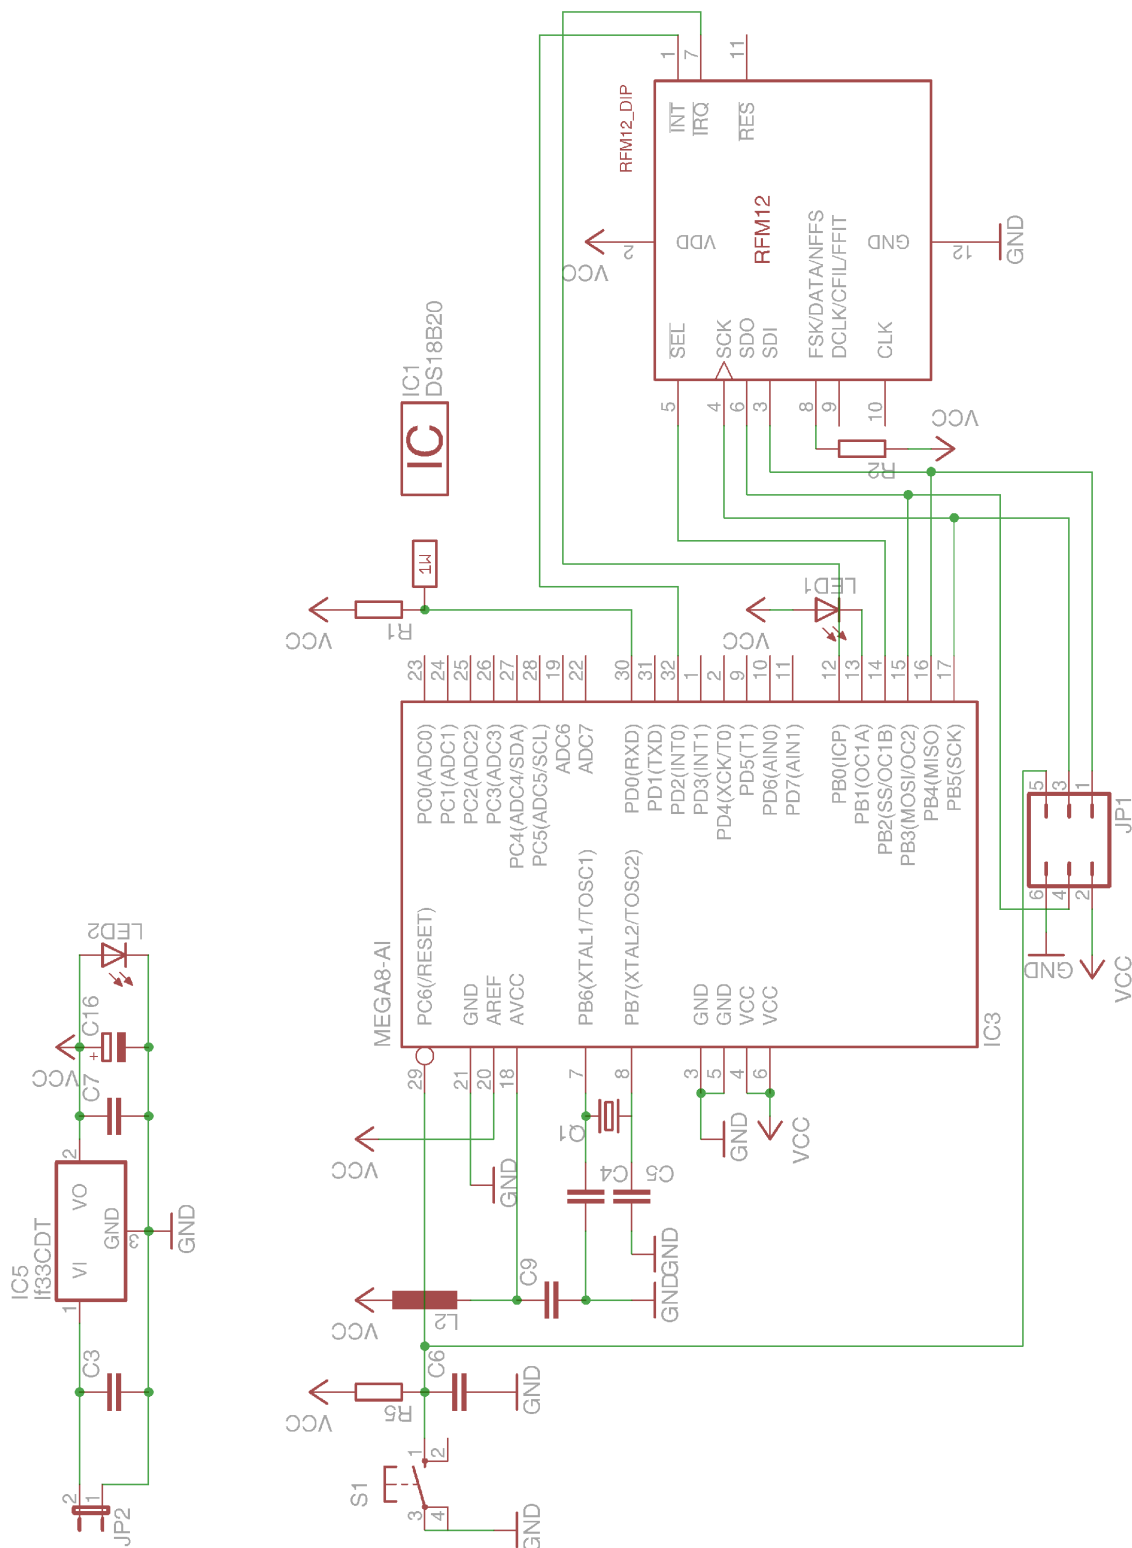 1
7
11
INT
IRQ
RES
RFM12_DIP
RFM12
VDD
2
VCC
GND
12
GND
SEL
SCK
SDO
SDI
FSK/DATA/NFFS
DCLK/CFIL/FFIT
CLK
5
4
6
3
8
9
10
R2
VCC
IC1
DS18B20
IC
M1
VCC
R1
VCC
LED1
23
24
25
26
27
28
19
22
30
31
32
1
2
9
10
11
12
13
14
15
16
17
PC0(ADC0)
PC1(ADC1)
PC2(ADC2)
PC3(ADC3)
PC4(ADC4/SDA)
PC5(ADC5/SCL)
ADC6
ADC7
PD0(RXD)
PD1(TXD)
PD2(INT0)
PD3(INT1)
PD4(XCK/T0)
PD5(T1)
PD6(AIN0)
PD7(AIN1)
PB0(ICP)
PB1(OC1A)
PB2(SS/OC1B)
PB3(MOSI/OC2)
PB4(MISO)
PB5(SCK)
MEGA8-AI
PC6(/RESET)
GND
AREF
AVCC
PB6(XTAL1/TOSC1)
PB7(XTAL2/TOSC2)
GND
GND
VCC
VCC
IC3
29
21
20
18
7
8
3
5
4
6
5
3
1
JP1
6
4
2
GND
VCC
VCC
GND
Q1
C4
C5
GND
VCC
GND
GND
VCC
L2
C9
VCC
R5
C6
GND
S1
1
2
3
4
GND
LED2
C16
+
VCC
C7
2
VO
GND
VI
3
GND
IC5
lf33CDT
1
C3
2
1
JP2